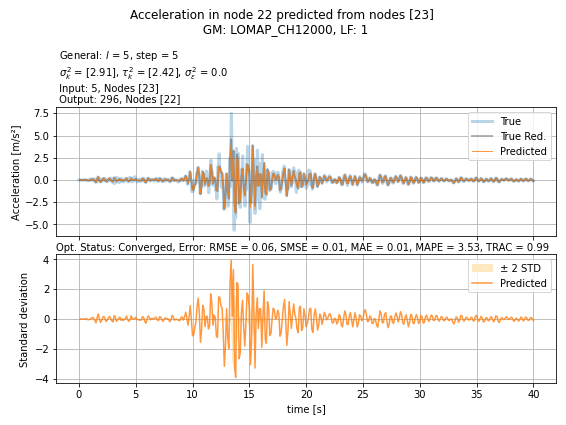 Acceleration in node 22 predicted from nodes [23]
GM: LOMAP_CH12000, LF: 1
General: l = 5, step = 5
σ²ₖ = [2.91], τ²ₖ = [2.42], σ²ε = 0.0
Input: 5, Nodes [23]
Output: 296, Nodes [22]
Acceleration [m/s²]
7.5
5.0
2.5
0.0
−2.5
−5.0
True
True Red.
Predicted
Opt. Status: Converged, Error: RMSE = 0.06, SMSE = 0.01, MAE = 0.01, MAPE = 3.53, TRAC = 0.99
Standard deviation
4
2
0
−2
−4
± 2 STD
Predicted
0 5 10 15 20 25 30 35 40
time [s]